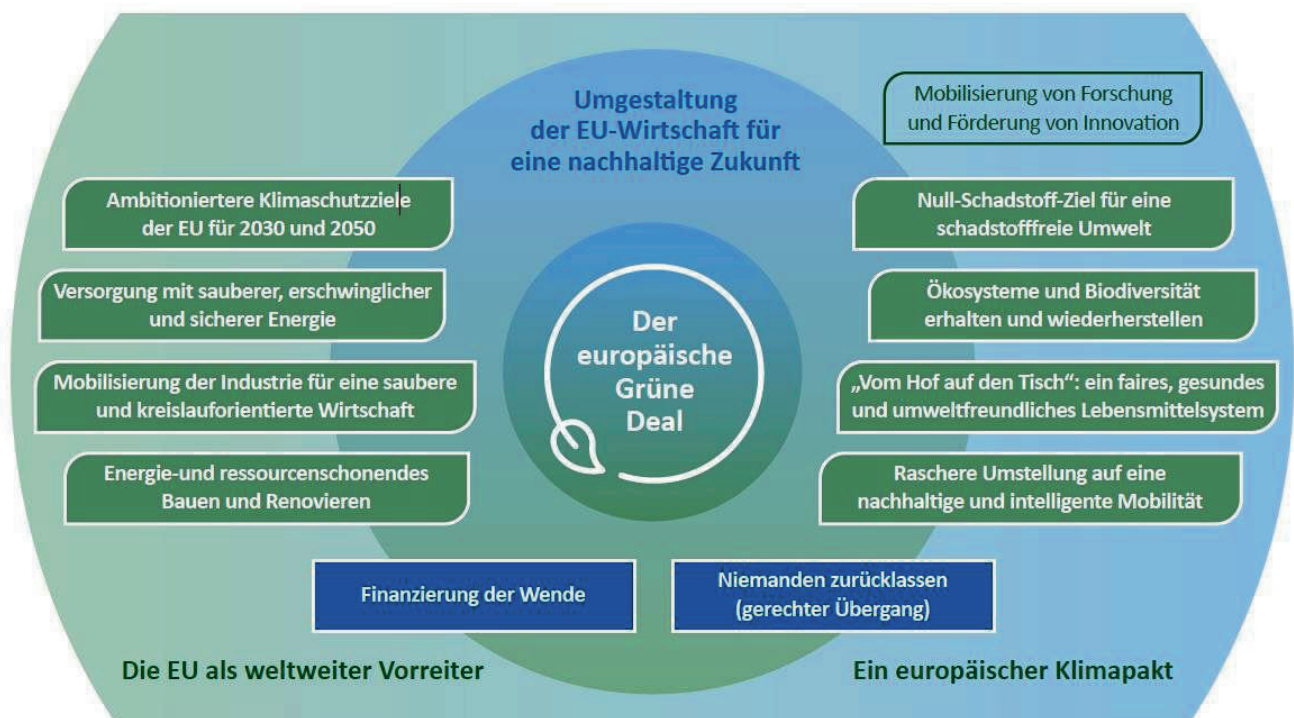 Umgestaltung
der EU-Wirtschaft für
eine nachhaltige Zukunft
Mobilisierung von Forschung
und Förderung von Innovation
Ambitioniertere Klimaschutzziele
der EU für 2030 und 2050
Versorgung mit sauberer, erschwinglicher
und sicherer Energie
Mobilisierung der Industrie für eine saubere
und kreislauforientierte Wirtschaft
Energie-und ressourcenschonendes
Bauen und Renovieren
Der
europäische
Grüne
Deal
Null-Schadstoff-Ziel für eine
schadstofffreie Umwelt
Ökosysteme und Biodiversität
erhalten und wiederherstellen
„Vom Hof auf den Tisch“: ein faires, gesundes
und umweltfreundliches Lebensmittelsystem
Raschere Umstellung auf eine
nachhaltige und intelligente Mobilität
Finanzierung der Wende
Niemanden zurücklassen
(gerechter Übergang)
Die EU als weltweiter Vorreiter
Ein europäischer Klimapakt